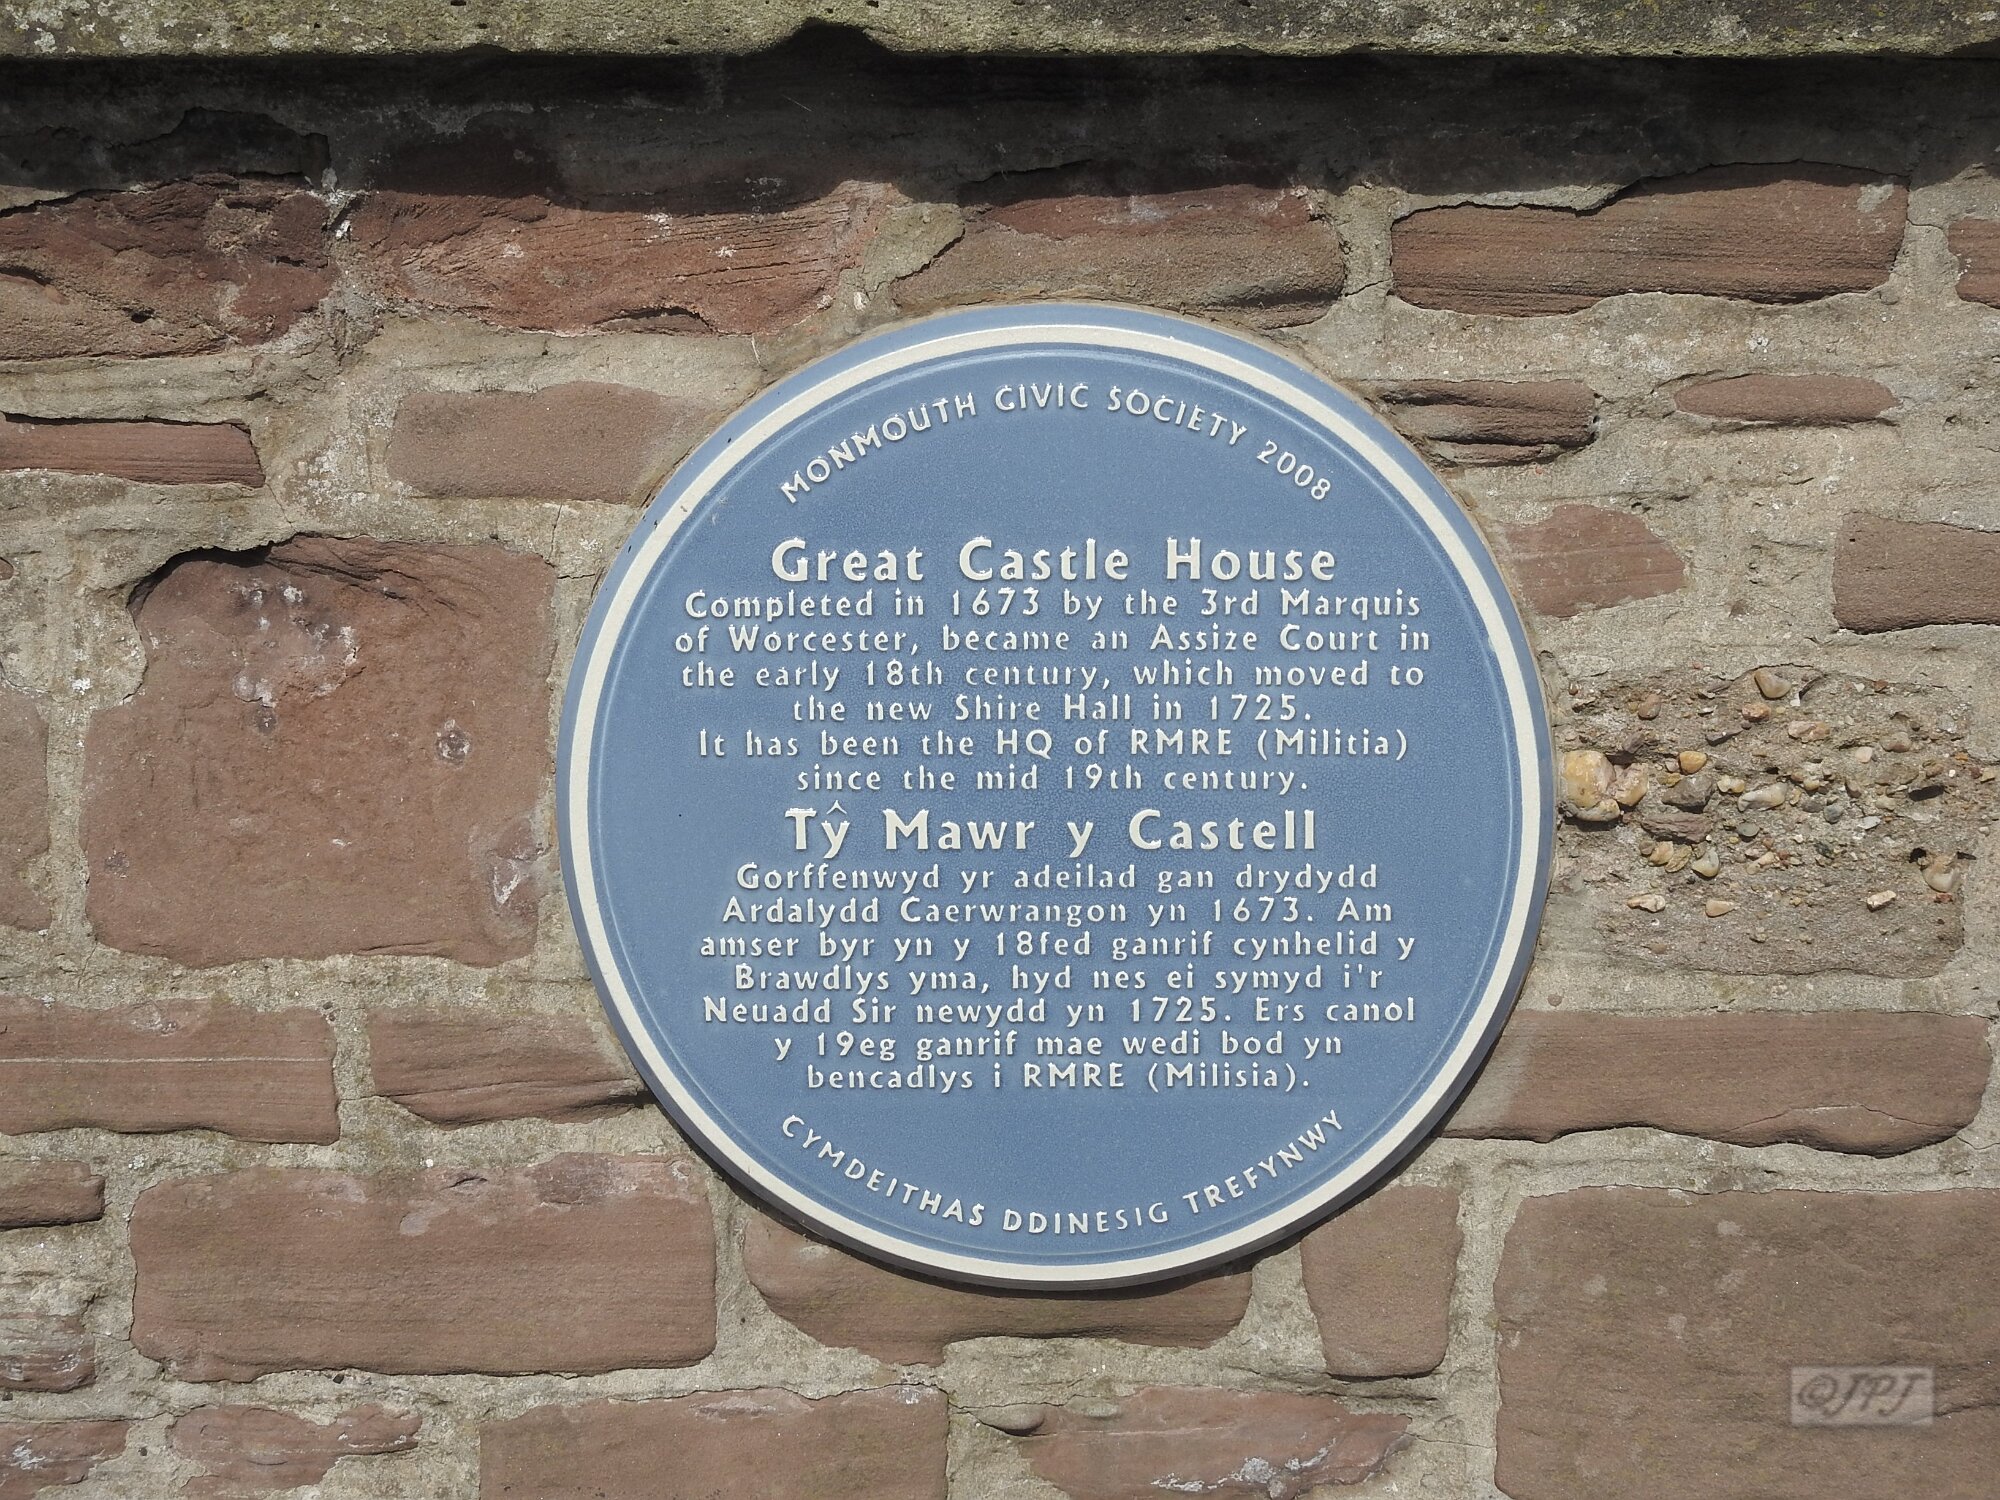 MONMOUTH CIVIC SOCIETY 2008
Great Castle House
Completed in 1673 by the 3rd Marquis
of Worcester, became an Assize Court in
the early 18th century, which moved to
the new Shire Hall in 1725.
It has been the HQ of RMRE (Militia)
since the mid 19th century.
Tŷ Mawr y Castell
Gorffenwyd yr adeilad gan drydydd
Ardalydd Caerwrangon yn 1673. Am
amser byr yn y 18fed ganrif cynhelid y
Brawdlys yma, hyd nes ei symyd i'r
Neuadd Sir newydd yn 1725. Ers canol
y 19eg ganrif mae wedi bod yn
bencadlys i RMRE (Milisia).
CYMDEITHAS DDINESIG TREFYNWY
©JPJ